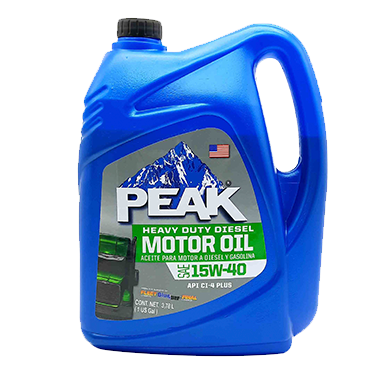 PEAK
HEAVY DUTY DIESEL
MOTOR OIL
ACEITE PARA MOTOR A DIESEL Y GASOLINA
SAE 15W-40
API CI-4 PLUS
CONT. NET. 3.78 L
(1 US Gal)